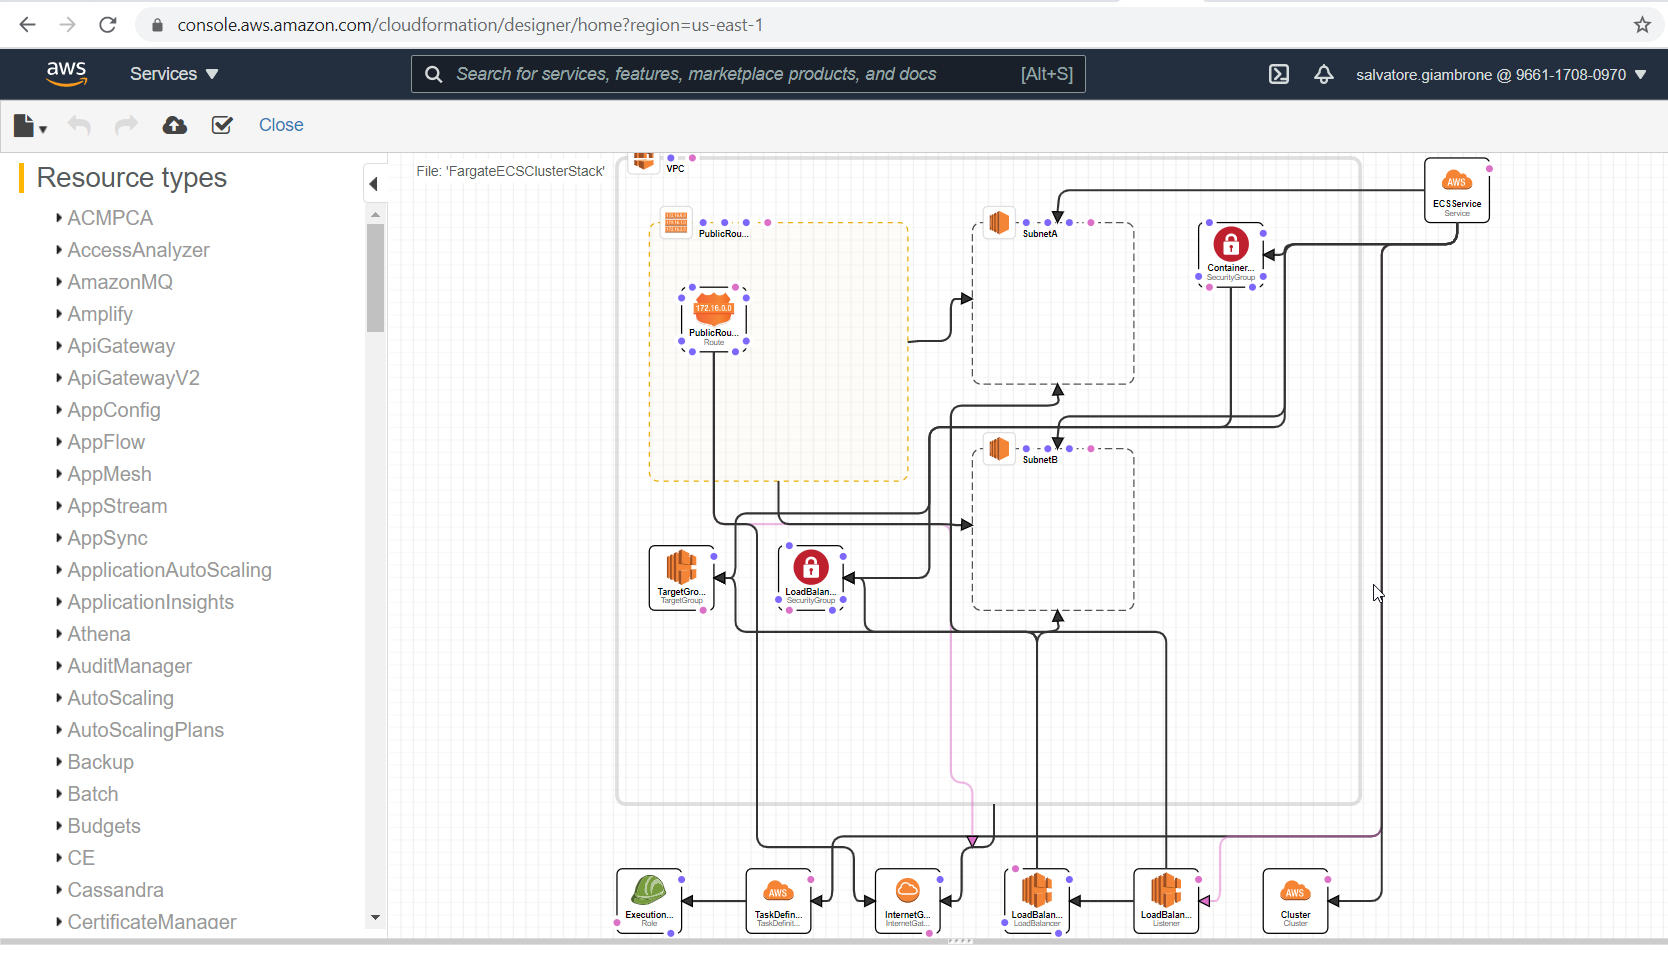 console.aws.amazon.com/cloudformation/designer/home?region=us-east-1
aws
Services
Search for services, features, marketplace products, and docs
[Alt+S]
salvatore.giambrone @ 9661-1708-0970
Close
Resource types
ACMPCA
AccessAnalyzer
AmazonMQ
Amplify
ApiGateway
ApiGatewayV2
AppConfig
AppFlow
AppMesh
AppStream
AppSync
ApplicationAutoScaling
ApplicationInsights
Athena
AuditManager
AutoScaling
AutoScalingPlans
Backup
Batch
Budgets
CE
Cassandra
CertificateManager
File: 'FargateECSClusterStack'
VPC
AWS
ECSService
Service
PublicRou...
SubnetA
Container...
SecurityGroup
172.16.0.0
PublicRou...
Route
SubnetB
TargetGro...
TargetGroup
LoadBalan...
SecurityGroup
Execution...
Role
AWS
TaskDefin...
TaskDefinit...
InternetG...
InternetGat...
LoadBalan...
LoadBalancer
LoadBalan...
Listener
AWS
Cluster
Cluster